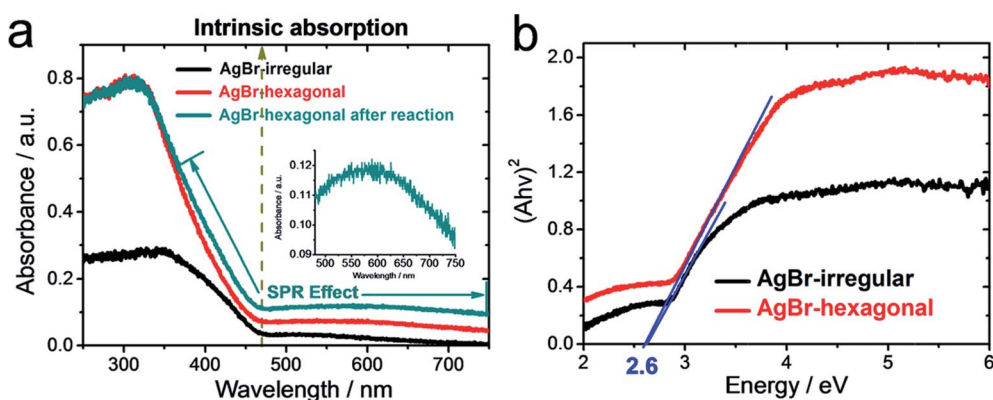 a
Intrinsic absorption
AgBr-irregular
AgBr-hexagonal
AgBr-hexagonal after reaction
Absorbance / a.u.
0.8
0.6
0.4
0.2
0.0
300 400 500 600 700
Wavelength / nm
SPR Effect
Absorbance / a.u.
0.12
0.11
0.10
0.09
500 550 600 650 700 750
Wavelength / nm
b
(Ahv)²
2.0
1.6
1.2
0.8
0.4
0.0
AgBr-irregular
AgBr-hexagonal
2 3 4 5 6
2.6
Energy / eV